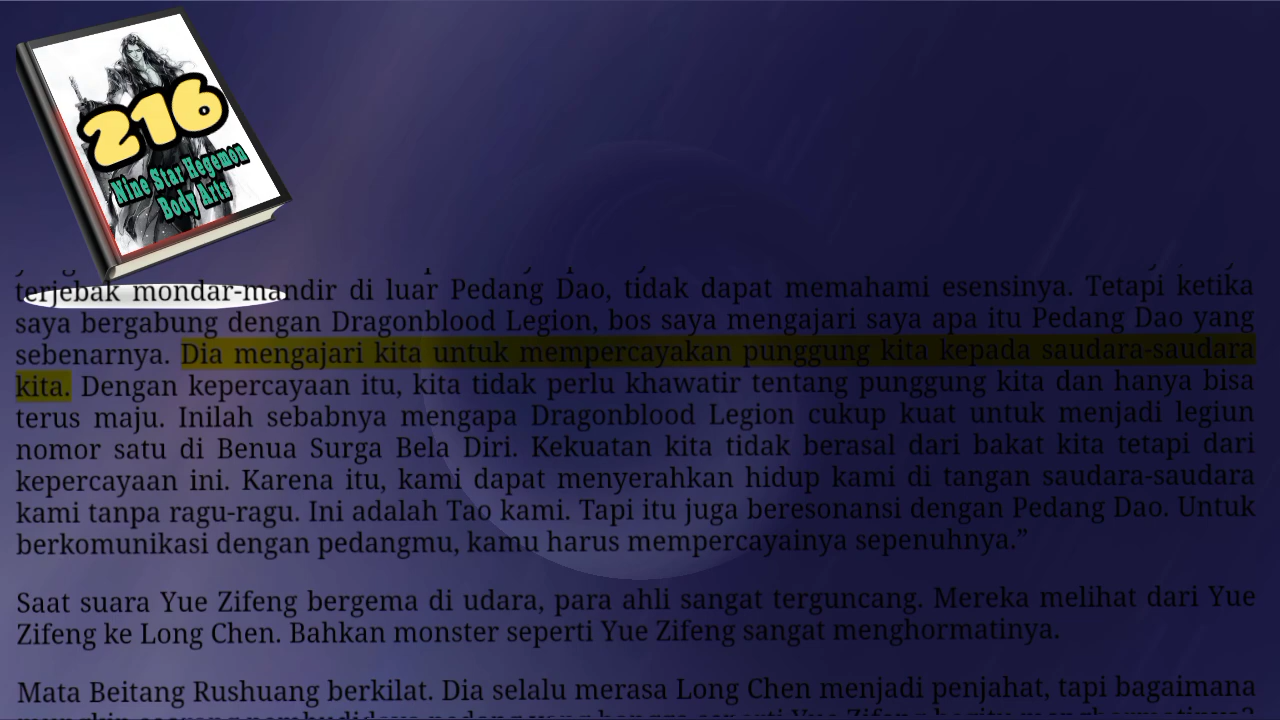 216
Nine Star Hegemon
Body Arts
terjebak mondar-mandir di luar Pedang Dao, tidak dapat memahami esensinya. Tetapi ketika
saya bergabung dengan Dragonblood Legion, bos saya mengajari saya apa itu Pedang Dao yang
sebenarnya. Dia mengajari kita untuk mempercayakan punggung kita kepada saudara-saudara
kita. Dengan kepercayaan itu, kita tidak perlu khawatir tentang punggung kita dan hanya bisa
terus maju. Inilah sebabnya mengapa Dragonblood Legion cukup kuat untuk menjadi legiun
nomor satu di Benua Surga Bela Diri. Kekuatan kita tidak berasal dari bakat kita tetapi dari
kepercayaan ini. Karena itu, kami dapat menyerahkan hidup kami di tangan saudara-saudara
kami tanpa ragu-ragu. Ini adalah Tao kami. Tapi itu juga beresonansi dengan Pedang Dao. Untuk
berkomunikasi dengan pedangmu, kamu harus mempercayainya sepenuhnya.”
Saat suara Yue Zifeng bergema di udara, para ahli sangat terguncang. Mereka melihat dari Yue
Zifeng ke Long Chen. Bahkan monster seperti Yue Zifeng sangat menghormatinya.
Mata Beitang Rushuang berkilat. Dia selalu merasa Long Chen menjadi penjahat, tapi bagaimana